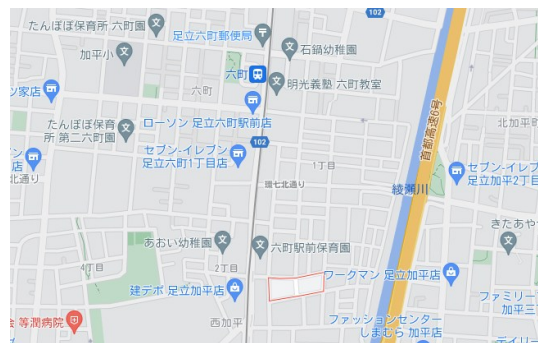 102
たんぽぽ保育所 六町園
足立六町郵便局
加平小
石鍋幼稚園
六町
六町
明光義塾 六町教室
ン家店
ローソン 足立六町駅前店
たんぽぽ保育
所 第二六町園
首都高速6号
北加平町
102
セブン-イレブン
足立六町1丁目店
ン
店
北通り
1丁目
セブン-イレブ
足立加平2丁目
環七北通り
綾瀬川
きたあや
あおい幼稚園
六町駅前保育園
4丁目
2丁目
ワークマン 足立加平店
建デポ 足立加平店
ファミリー
加平三
会 等潤病院
西加平
ファッションセンター
しまむら 加平店
デイリー